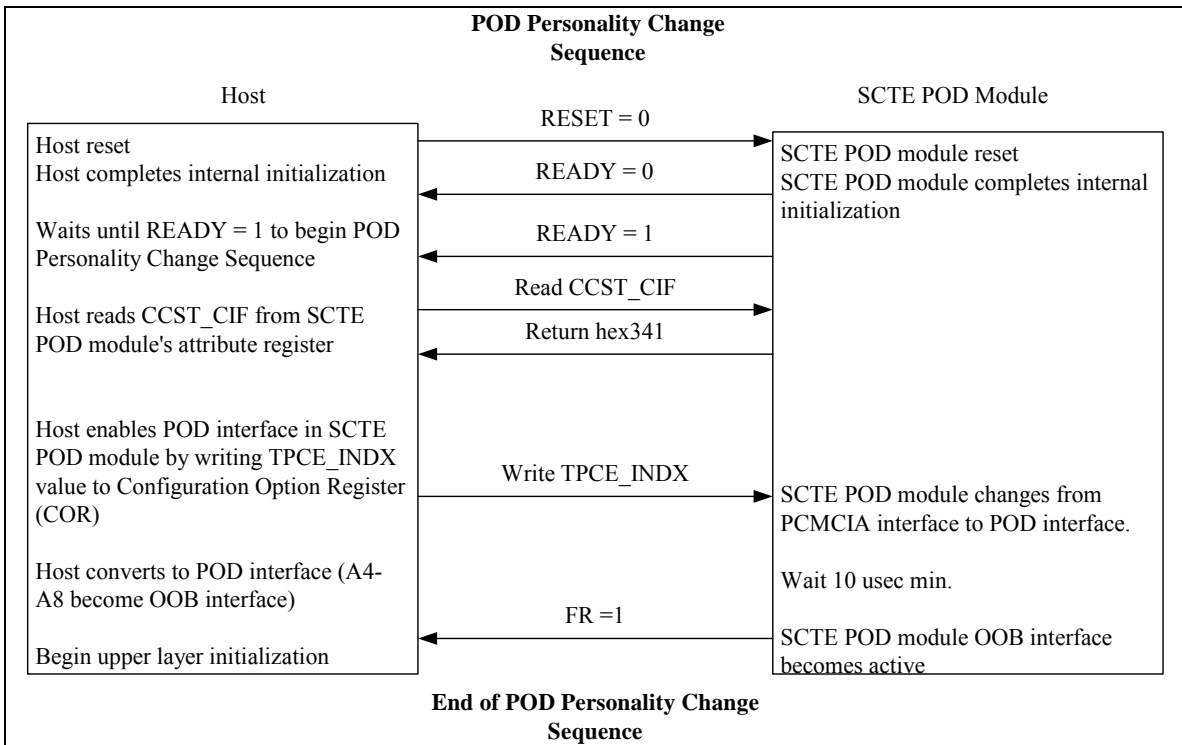 POD Personality Change
Sequence
Host
SCTE POD Module
RESET = 0
Host reset
Host completes internal initialization
SCTE POD module reset
SCTE POD module completes internal
initialization
READY = 0
Waits until READY = 1 to begin POD
Personality Change Sequence
READY = 1
Read CCST_CIF
Host reads CCST_CIF from SCTE
POD module's attribute register
Return hex341
Host enables POD interface in SCTE
POD module by writing TPCE_INDX
value to Configuration Option Register
(COR)
Write TPCE_INDX
SCTE POD module changes from
PCMCIA interface to POD interface.
Host converts to POD interface (A4-
A8 become OOB interface)
Wait 10 usec min.
FR =1
Begin upper layer initialization
SCTE POD module OOB interface
becomes active
End of POD Personality Change
Sequence